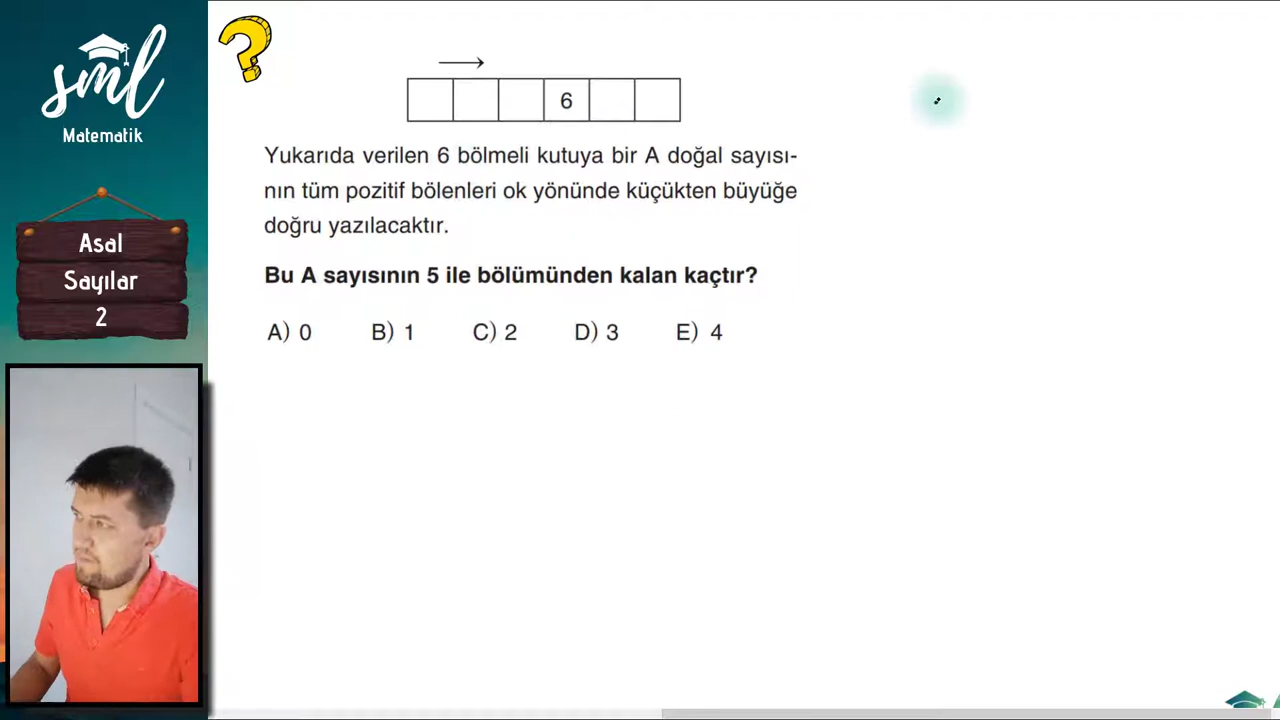 sml
Matematik
Asal
Sayılar
2
6
Yukarıda verilen 6 bölmeli kutuya bir A doğal sayısı-
nın tüm pozitif bölenleri ok yönünde küçükten büyüğe
doğru yazılacaktır.
Bu A sayısının 5 ile bölümünden kalan kaçtır?
A) 0 B) 1 C) 2 D) 3 E) 4